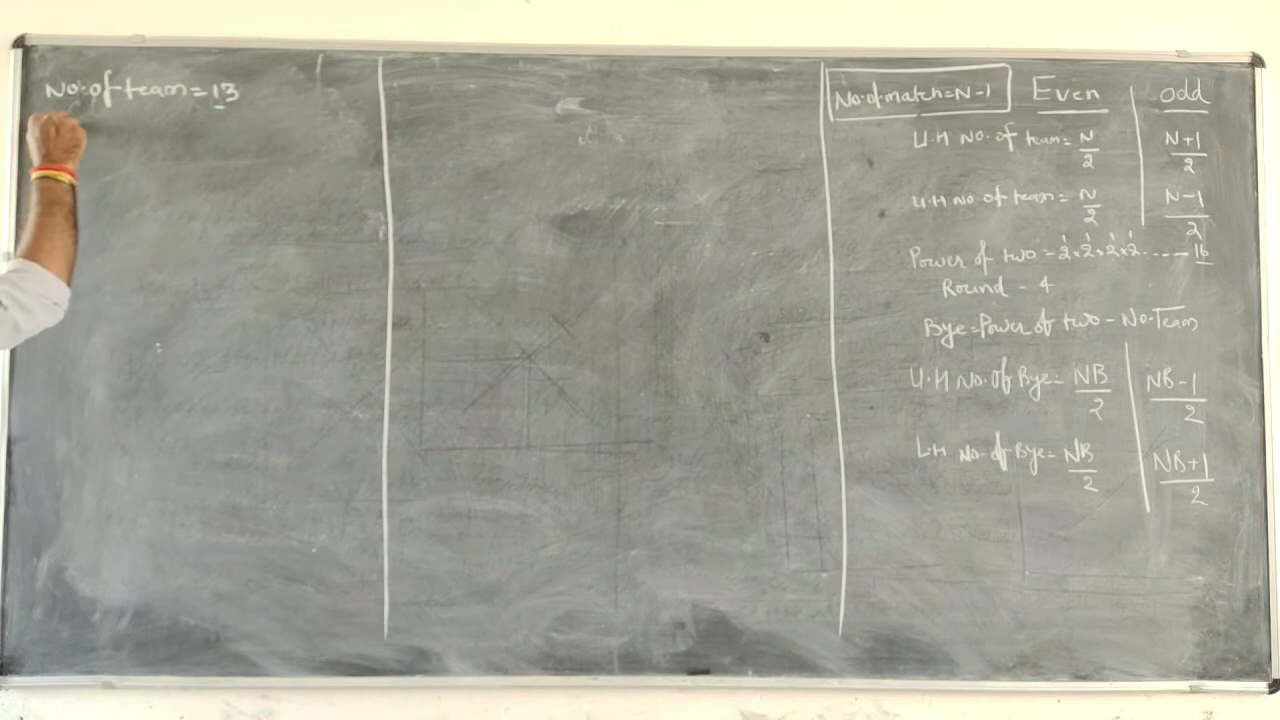 No. of team = 13
No. of match = N-1 Even odd
U.H No. of team = N/2 N+1/2
L.H No. of team = N/2 N-1/2
Power of two = 2×2×2×2 ..... 16
Round - 4
Bye = Power of two - No. Team
U.H No. of Bye = NB/2 NB-1/2
L.H No. of Bye = NB/2 NB+1/2